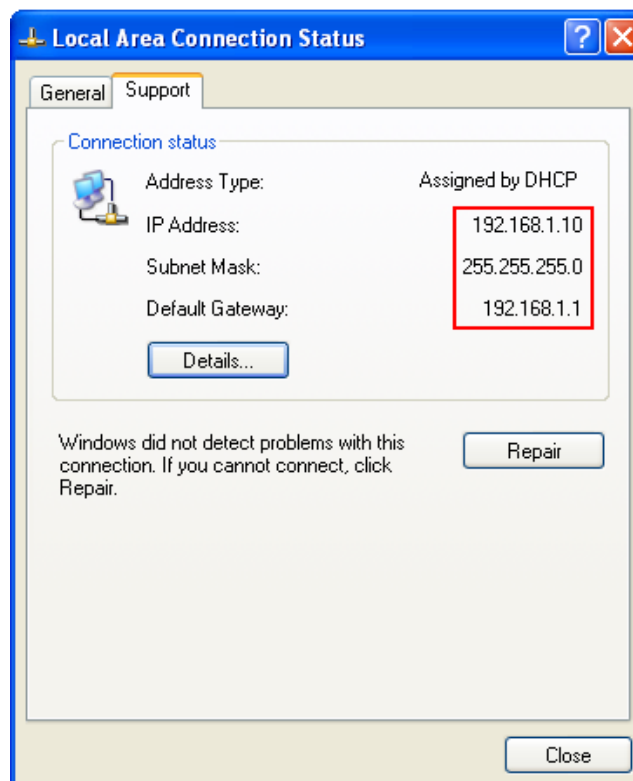 Local Area Connection Status
General
Support
Connection status
Address Type: Assigned by DHCP
IP Address: 192.168.1.10
Subnet Mask: 255.255.255.0
Default Gateway: 192.168.1.1
Details...
Windows did not detect problems with this
connection. If you cannot connect, click
Repair.
Repair
Close